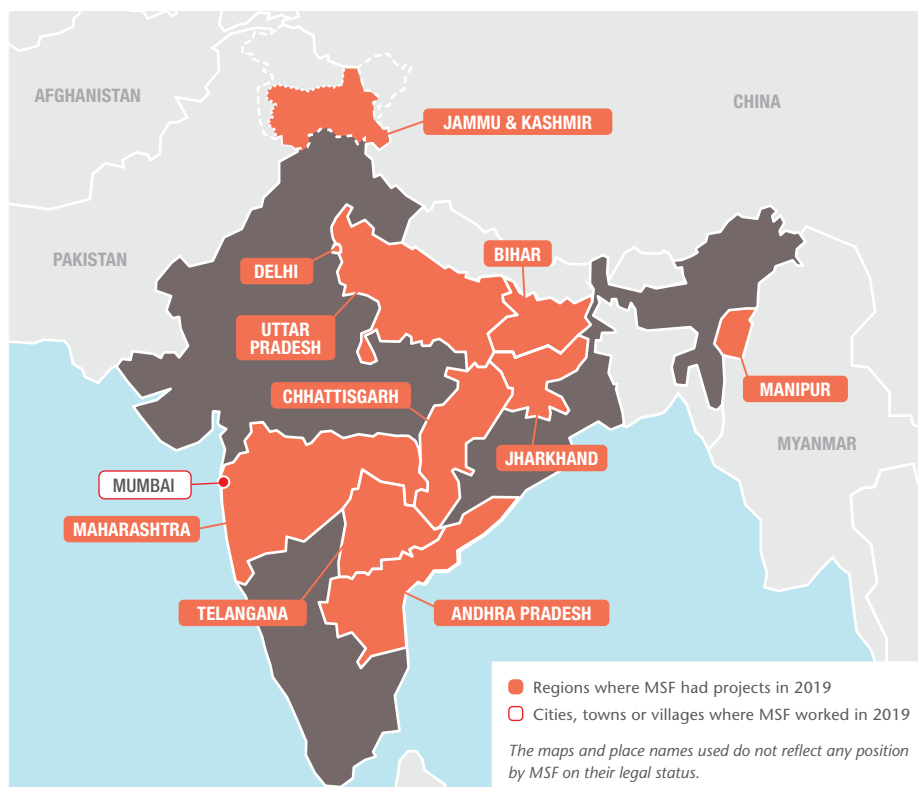 AFGHANISTAN
CHINA
JAMMU & KASHMIR
PAKISTAN
DELHI
BIHAR
UTTAR
PRADESH
CHHATTISGARH
MANIPUR
JHARKHAND
MYANMAR
MUMBAI
MAHARASHTRA
TELANGANA
ANDHRA PRADESH
Regions where MSF had projects in 2019
Cities, towns or villages where MSF worked in 2019
The maps and place names used do not reflect any position
by MSF on their legal status.